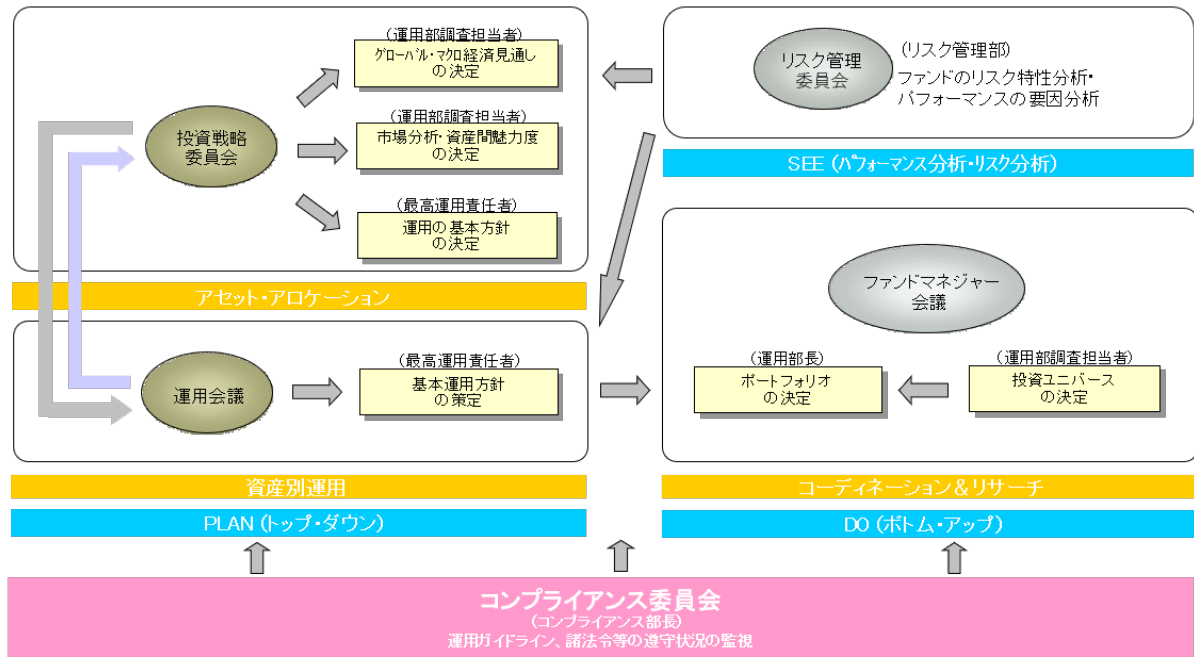 (運用部調査担当者)
グローバル・マクロ経済見通し
の決定
投資戦略
委員会
(運用部調査担当者)
市場分析・資産間魅力度
の決定
(最高運用責任者)
運用の基本方針
の決定
アセット・アロケーション
運用会議
(最高運用責任者)
基本運用方針
の策定
資産別運用
PLAN (トップ・ダウン)
リスク管理
委員会
(リスク管理部)
ファンドのリスク特性分析・
パフォーマンスの要因分析
SEE (パフォーマンス分析・リスク分析)
ファンドマネジャー
会議
(運用部長)
ポートフォリオ
の決定
(運用部調査担当者)
投資ユニバース
の決定
コーディネーション&リサーチ
DO (ボトム・アップ)
コンプライアンス委員会
(コンプライアンス部長)
運用ガイドライン、諸法令等の遵守状況の監視